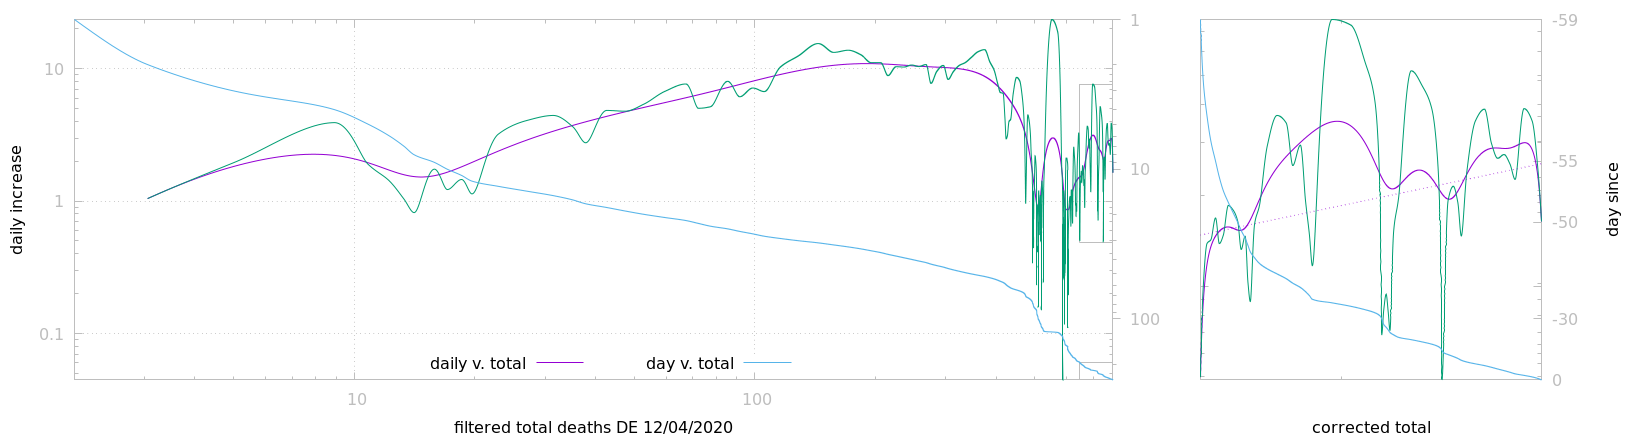 1
-59
10
daily increase
-55
10
day since
1
-50
100
-30
0.1
daily v. total
day v. total
0
10
100
filtered total deaths DE 12/04/2020
corrected total